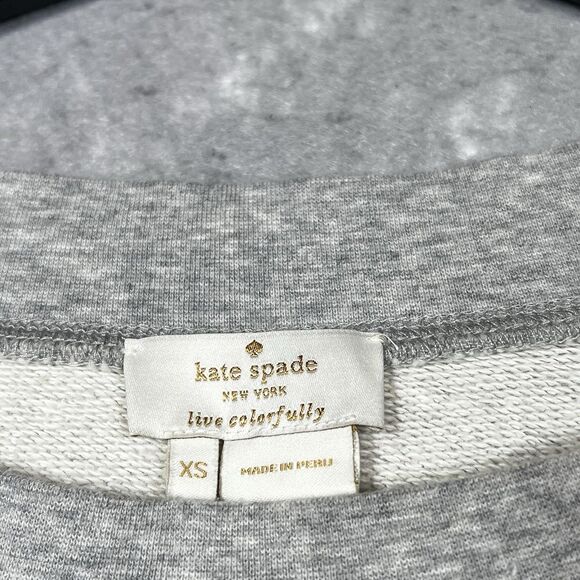 kate spade
NEW YORK
live colorfully
XS
MADE IN PERU